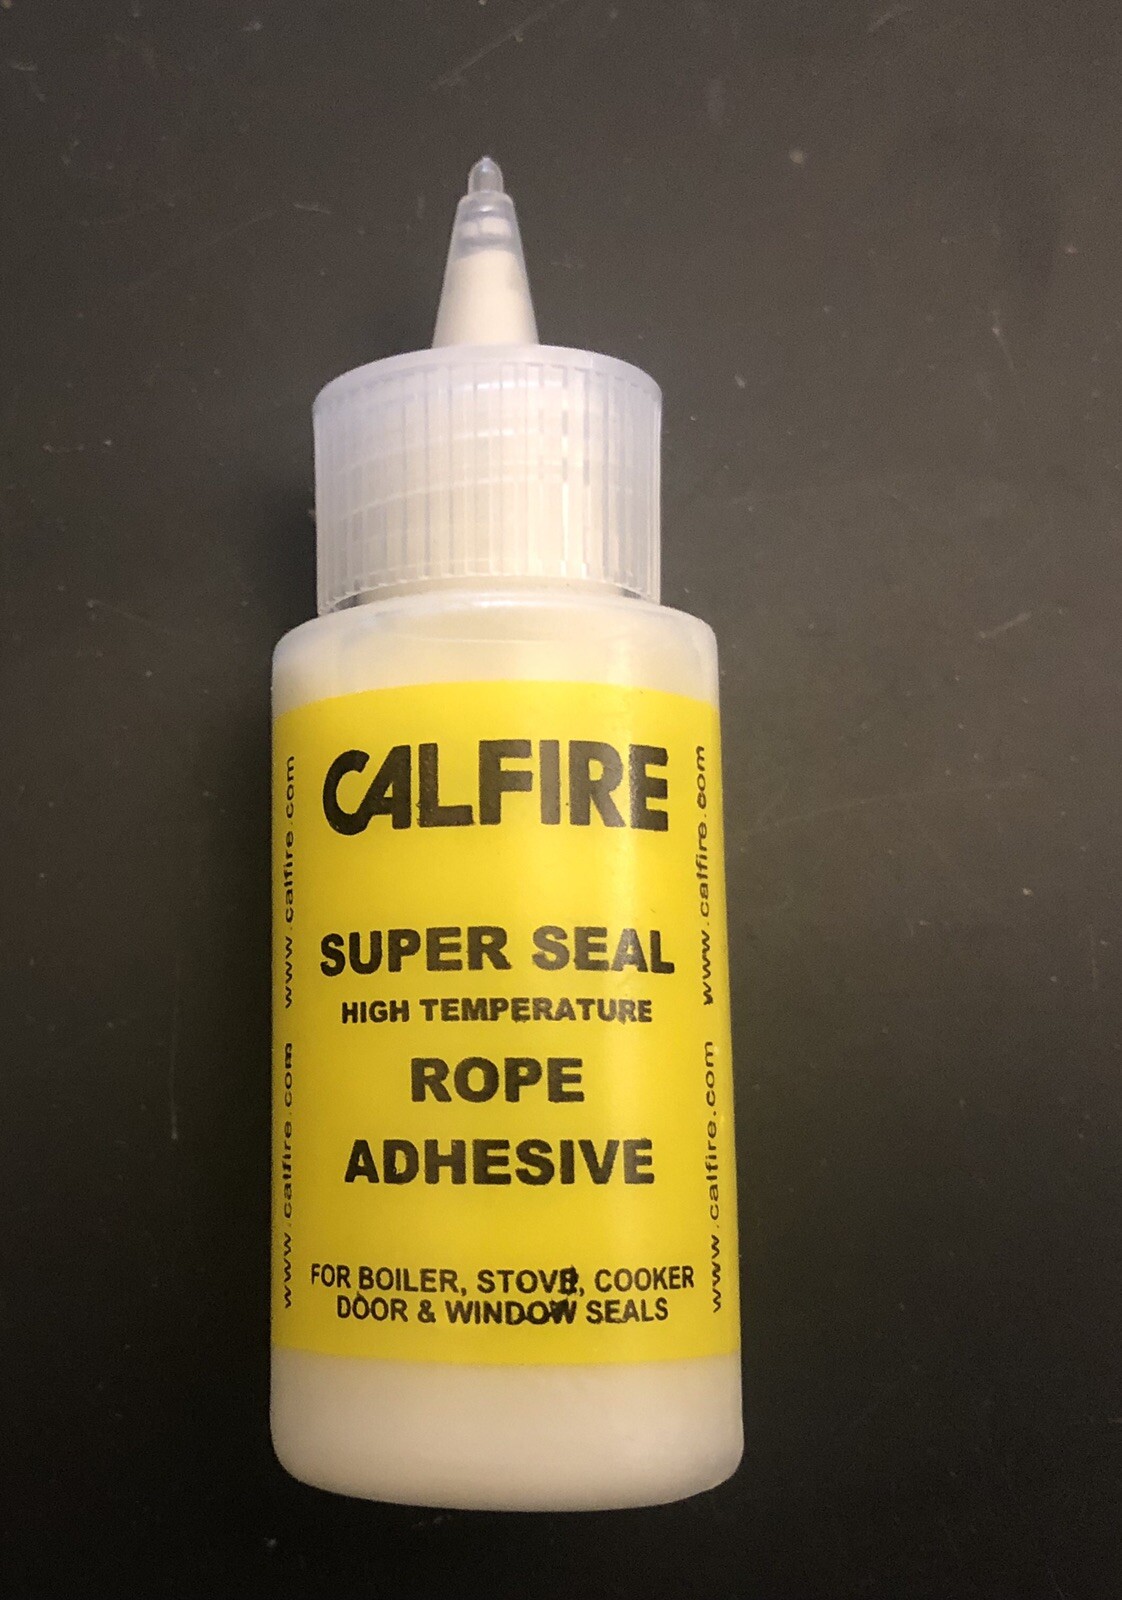 CALFIRE
SUPER SEAL
HIGH TEMPERATURE
ROPE
ADHESIVE
FOR BOILER, STOVE, COOKER
DOOR & WINDOW SEALS
www.calfire.com
www.calfire.com
www.calfire.com
www.calfire.com